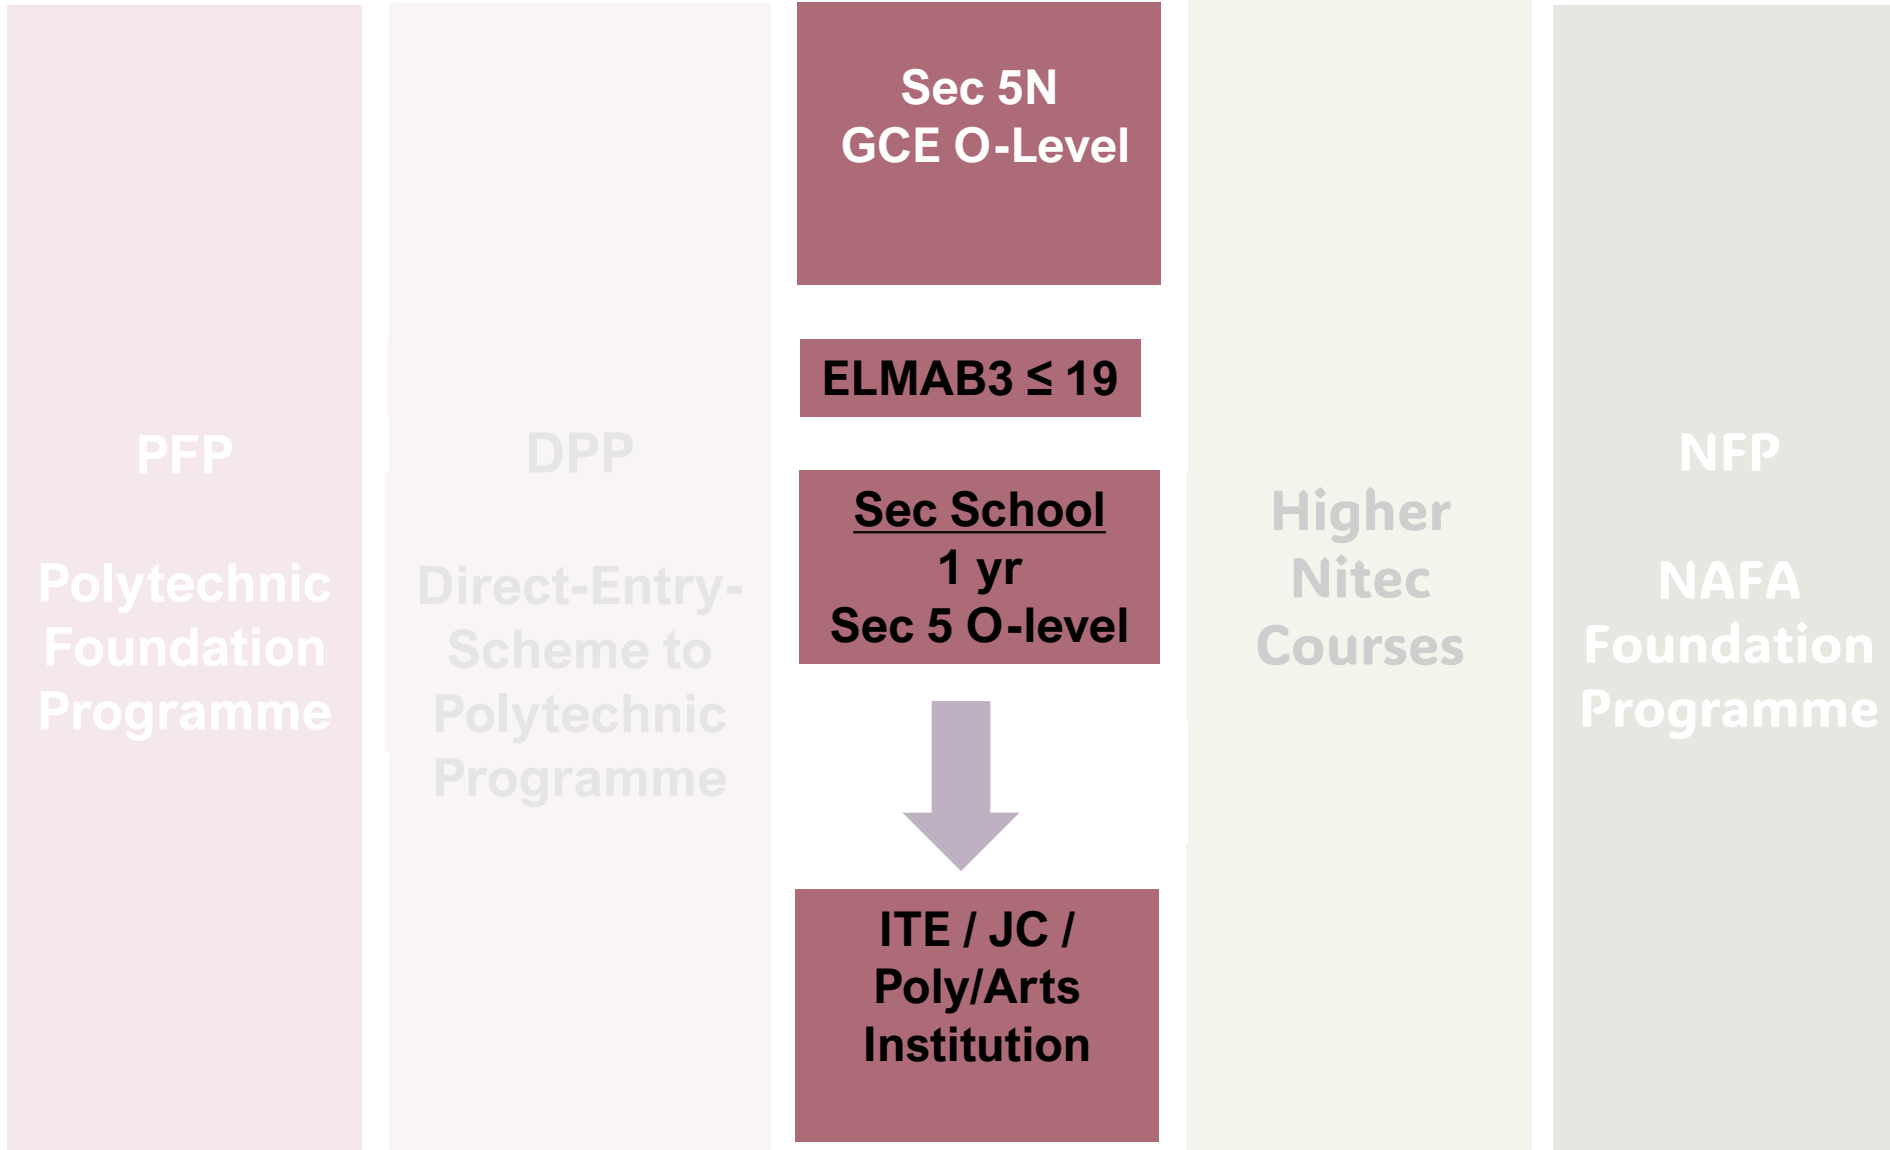 PFP
Polytechnic
Foundation
Programme
DPP
Direct-Entry-
Scheme to
Polytechnic
Programme
Sec 5N
GCE O-Level
ELMAB3 ≤ 19
Sec School
1 yr
Sec 5 O-level
ITE / JC /
Poly/Arts
Institution
Higher
Nitec
Courses
NFP
NAFA
Foundation
Programme